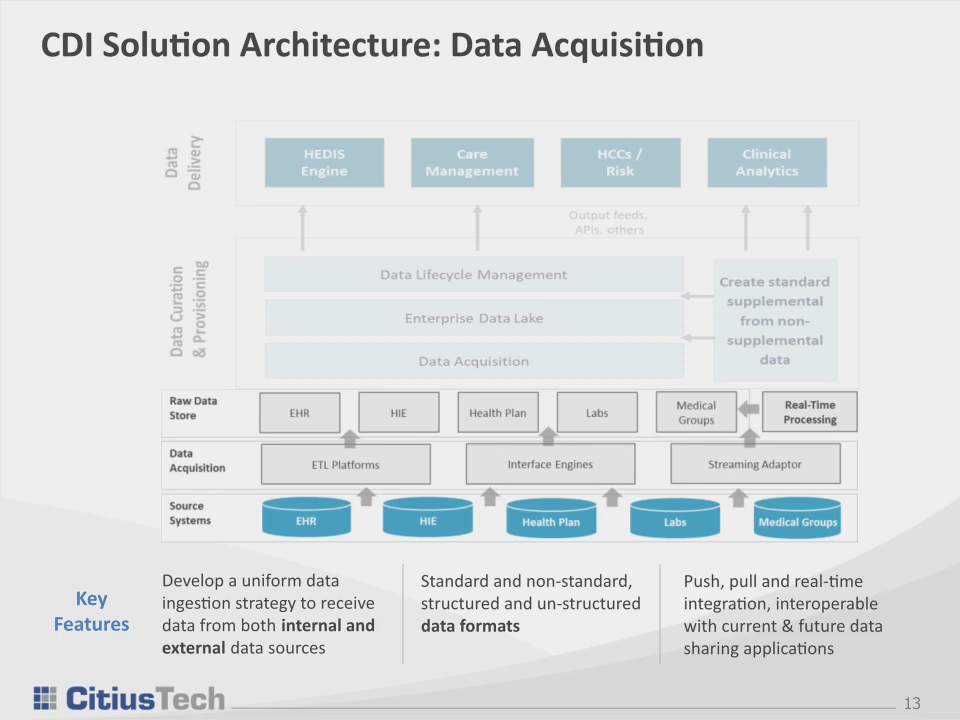 CDI Solution Architecture: Data Acquisition
Data
Delivery
HEDIS
Engine
Care
Management
HCCs /
Risk
Clinical
Analytics
Output feeds,
APIs, others
Data Curation
& Provisioning
Data Lifecycle Management
Enterprise Data Lake
Data Acquisition
Create standard
supplemental
from non-
supplemental
data
Raw Data
Store
EHR
HIE
Health Plan
Labs
Medical
Groups
Real-Time
Processing
Data
Acquisition
ETL Platforms
Interface Engines
Streaming Adaptor
Source
Systems
EHR
HIE
Health Plan
Labs
Medical Groups
Key
Features
Develop a uniform data
ingestion strategy to receive
data from both internal and
external data sources
Standard and non-standard,
structured and un-structured
data formats
Push, pull and real-time
integration, interoperable
with current & future data
sharing applications
CitiusTech
13